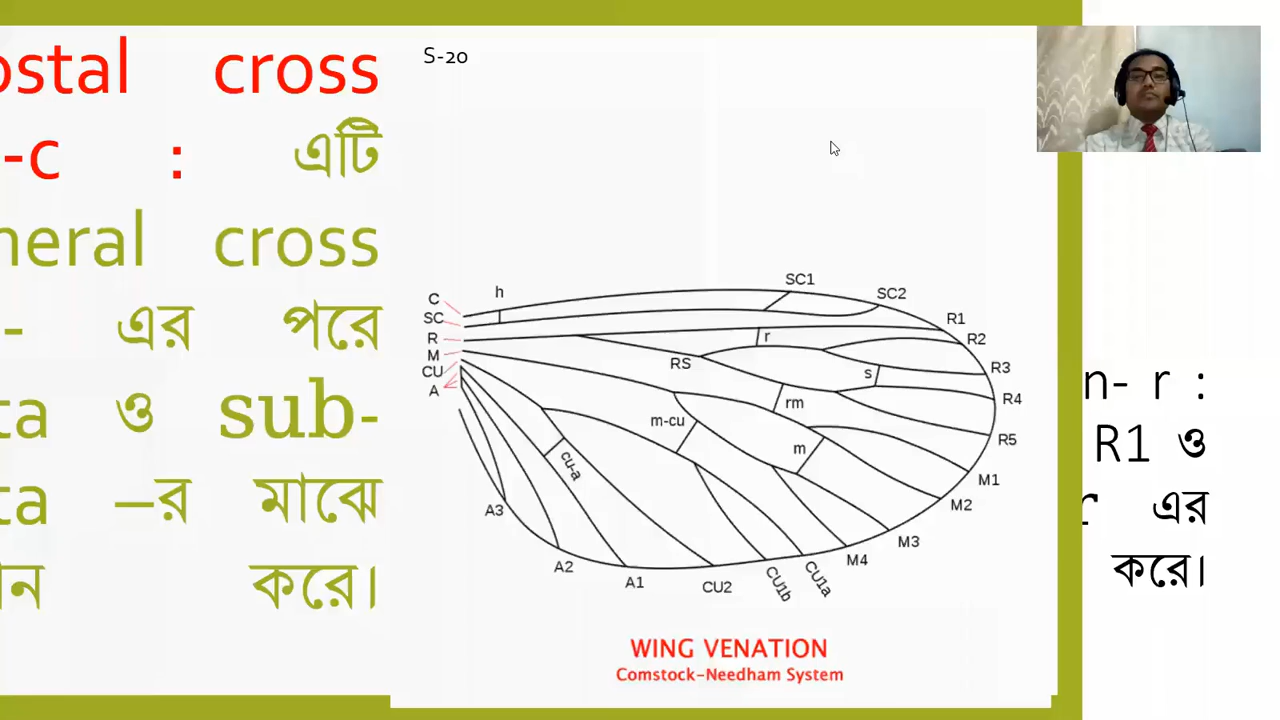 S-20
ostal cross
-c : এটি
neral cross
- এর পরে
ta ও sub-
ta –র মাঝে
ন করে।
h
SC1
SC2
C
SC
R
M
CU
A
R1
R2
R3
R4
R5
r
RS
s
rm
m-cu
m
cu-a
M1
M2
M3
M4
A3
A2
A1
CU2
CU1b
CU1a
WING VENATION
Comstock-Needham System
n- r :
R1 ও
r এর
করে।